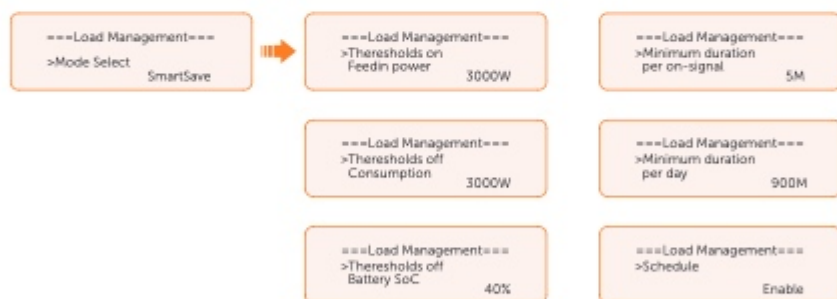 ===Load Management===
>Mode Select
SmartSave
===Load Management===
>Theresholds on
Feedin power
3000W
===Load Management===
>Minimum duration
per on-signal
5M
===Load Management===
>Theresholds off
Consumption
3000W
===Load Management===
>Minimum duration
per day
900M
===Load Management===
>Theresholds off
Battery SoC
40%
===Load Management===
>Schedule
Enable